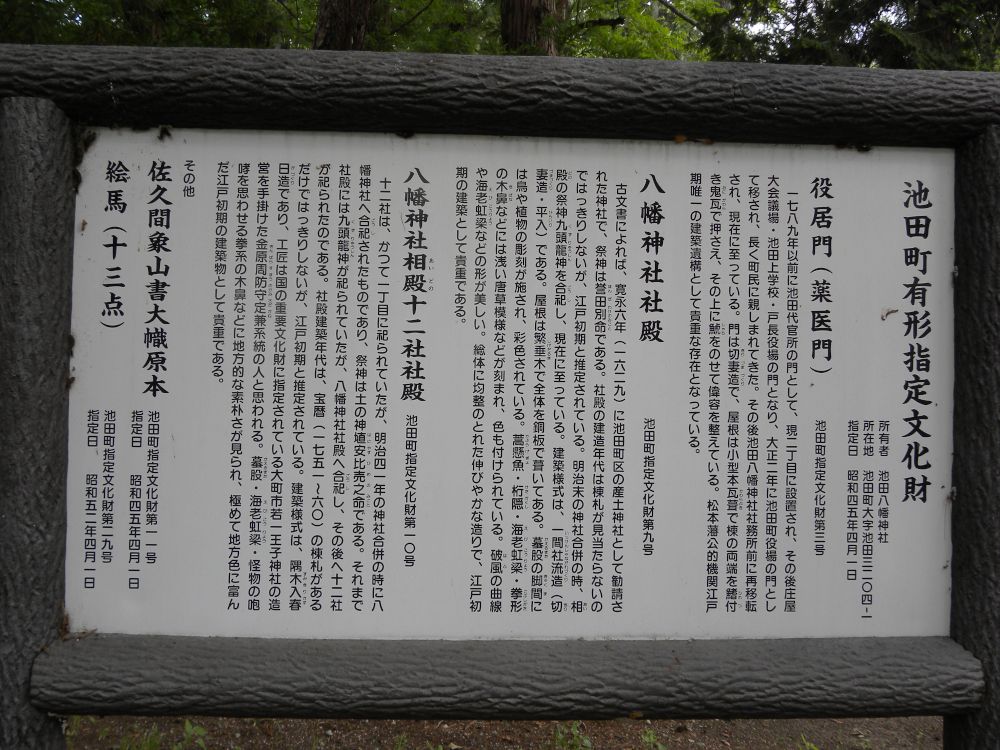 池田町有形指定文化財
所有者　池田八幡神社
所在地　池田町大字池田三二〇四-一
指定日　昭和四五年四月一日
役居門（薬医門）
池田町指定文化財第三号
一七八九年以前に池田代官所の門として、現二丁目に設置され、その後庄屋
大会議場・池田上学校・戸長役場の門となり、大正二年に池田町役場の門とし
て移され、長く町民に親しまれてきた。その後池田八幡神社社務所前に再移転
され、現在に至っている。門は切妻造で、屋根は小型本瓦葺で棟の両端を鰭付
き鬼瓦で押さえ、その上に鯱をのせて偉容を整えている。松本藩公的機関江戸
期唯一の建築遺構として貴重な存在となっている。
八幡神社社殿
池田町指定文化財第九号
古文書によれば、寛永六年（一六二九）に池田町区の産土神社として勧請さ
れた神社で、祭神は誉田別命である。社殿の建造年代は棟札が見当たらないの
ではっきりしないが、江戸初期と推定されている。明治末の神社合併の時、相
殿の祭神九頭龍神を合祀し、現在に至っている。建築様式は、一間社流造（切
妻造・平入）である。屋根は繁垂木で全体を銅板で葺いてある。蟇股の脚間に
は鳥や植物の彫刻が施され、彩色されている。蕪懸魚・桁隠・海老虹梁・拳形
の木鼻などには浅い唐草模様などが刻まれ、色も付けられている。破風の曲線
や海老虹梁などの形が美しい。総体に均整のとれた伸びやかな造りで、江戸初
期の建築として貴重である。
八幡神社相殿十二社社殿
あいどの
池田町指定文化財第一〇号
十二社は、かつて一丁目に祀られていたが、明治四一年の神社合併の時に八
幡神社へ合祀されたものであり、祭神は土の神埴安比売之命である。それまで
社殿には九頭龍神が祀られていたが、八幡神社社殿へ合祀し、その後へ十二社
が祀られたのである。社殿建築年代は、宝暦（一七五一～六〇）の棟札がある
だけではっきりしないが、江戸初期と推定されている。建築様式は、隅木入春
日造であり、工匠は国の重要文化財に指定されている大町市若一王子神社の造
営を手掛けた金原周防守定兼系統の人と思われる。蟇股・海老虹梁・怪物の咆
哮を思わせる拳系の木鼻などに地方的な素朴さが見られ、極めて地方色に富ん
だ江戸初期の建築物として貴重である。
その他
佐久間象山書大幟原本
池田町指定文化財第一一号
指定日　昭和四五年四月一日
絵馬（十三点）
池田町指定文化財第二九号
指定日　昭和五二年四月一日